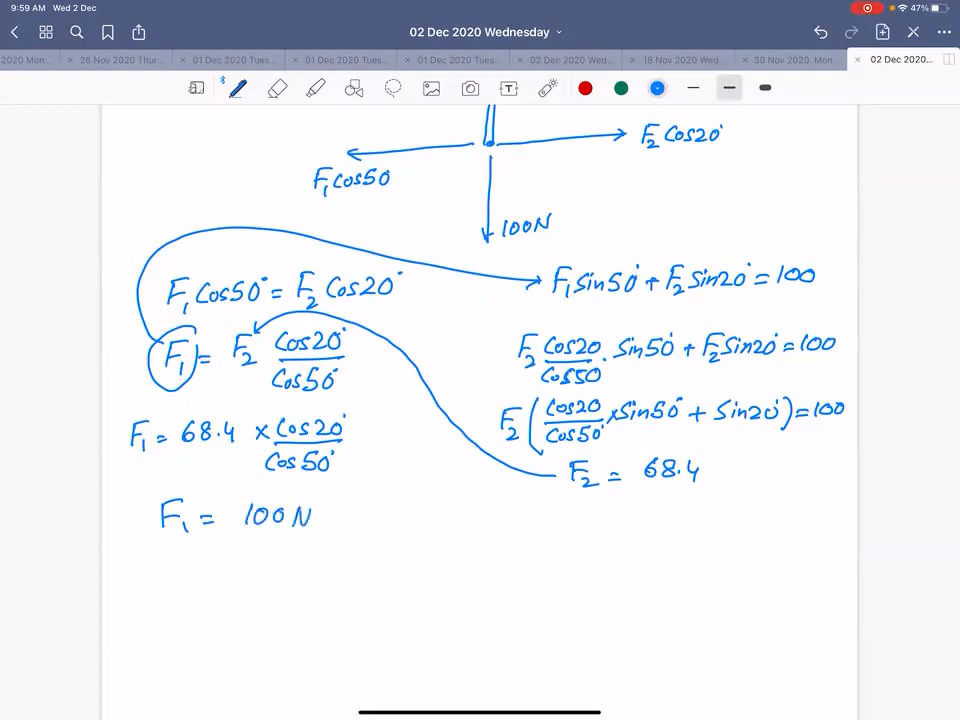 9:59 AM Wed 2 Dec
47%
02 Dec 2020 Wednesday
2020 Mon...
26 Nov 2020 Thur...
01 Dec 2020 Tues...
01 Dec 2020 Tues...
01 Dec 2020 Tues...
02 Dec 2020 Wed...
18 Nov 2020 Wed...
30 Nov 2020. Mon
02 Dec 2020...
F₂ Cos20°
F₁Cos50
100N
F₁ Cos50° = F₂ Cos20°
F₁Sin50° + F₂ Sin20° = 100
F₁ = F₂ Cos20°/Cos50°
F₂ Cos20/Cos50 . Sin50° + F₂Sin20° = 100
F₂ (Cos20/Cos50° × Sin50° + Sin20°) = 100
F₁ = 68.4 × Cos20°/Cos50°
F₂ = 68.4
F₁ = 100N